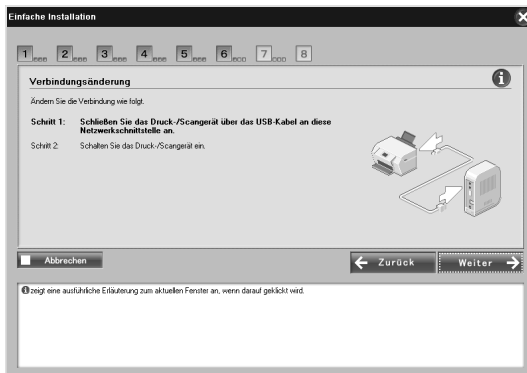 Einfache Installation
1 2 3 4 5 6 7 8
Verbindungsänderung
Ändern Sie die Verbindung wie folgt.
Schritt 1: Schließen Sie das Druck-/Scangerät über das USB-Kabel an diese
Netzwerkschnittstelle an.
Schritt 2: Schalten Sie das Druck-/Scangerät ein.
Abbrechen
Zurück
Weiter
zeigt eine ausführliche Erläuterung zum aktuellen Fenster an, wenn darauf geklickt wird.